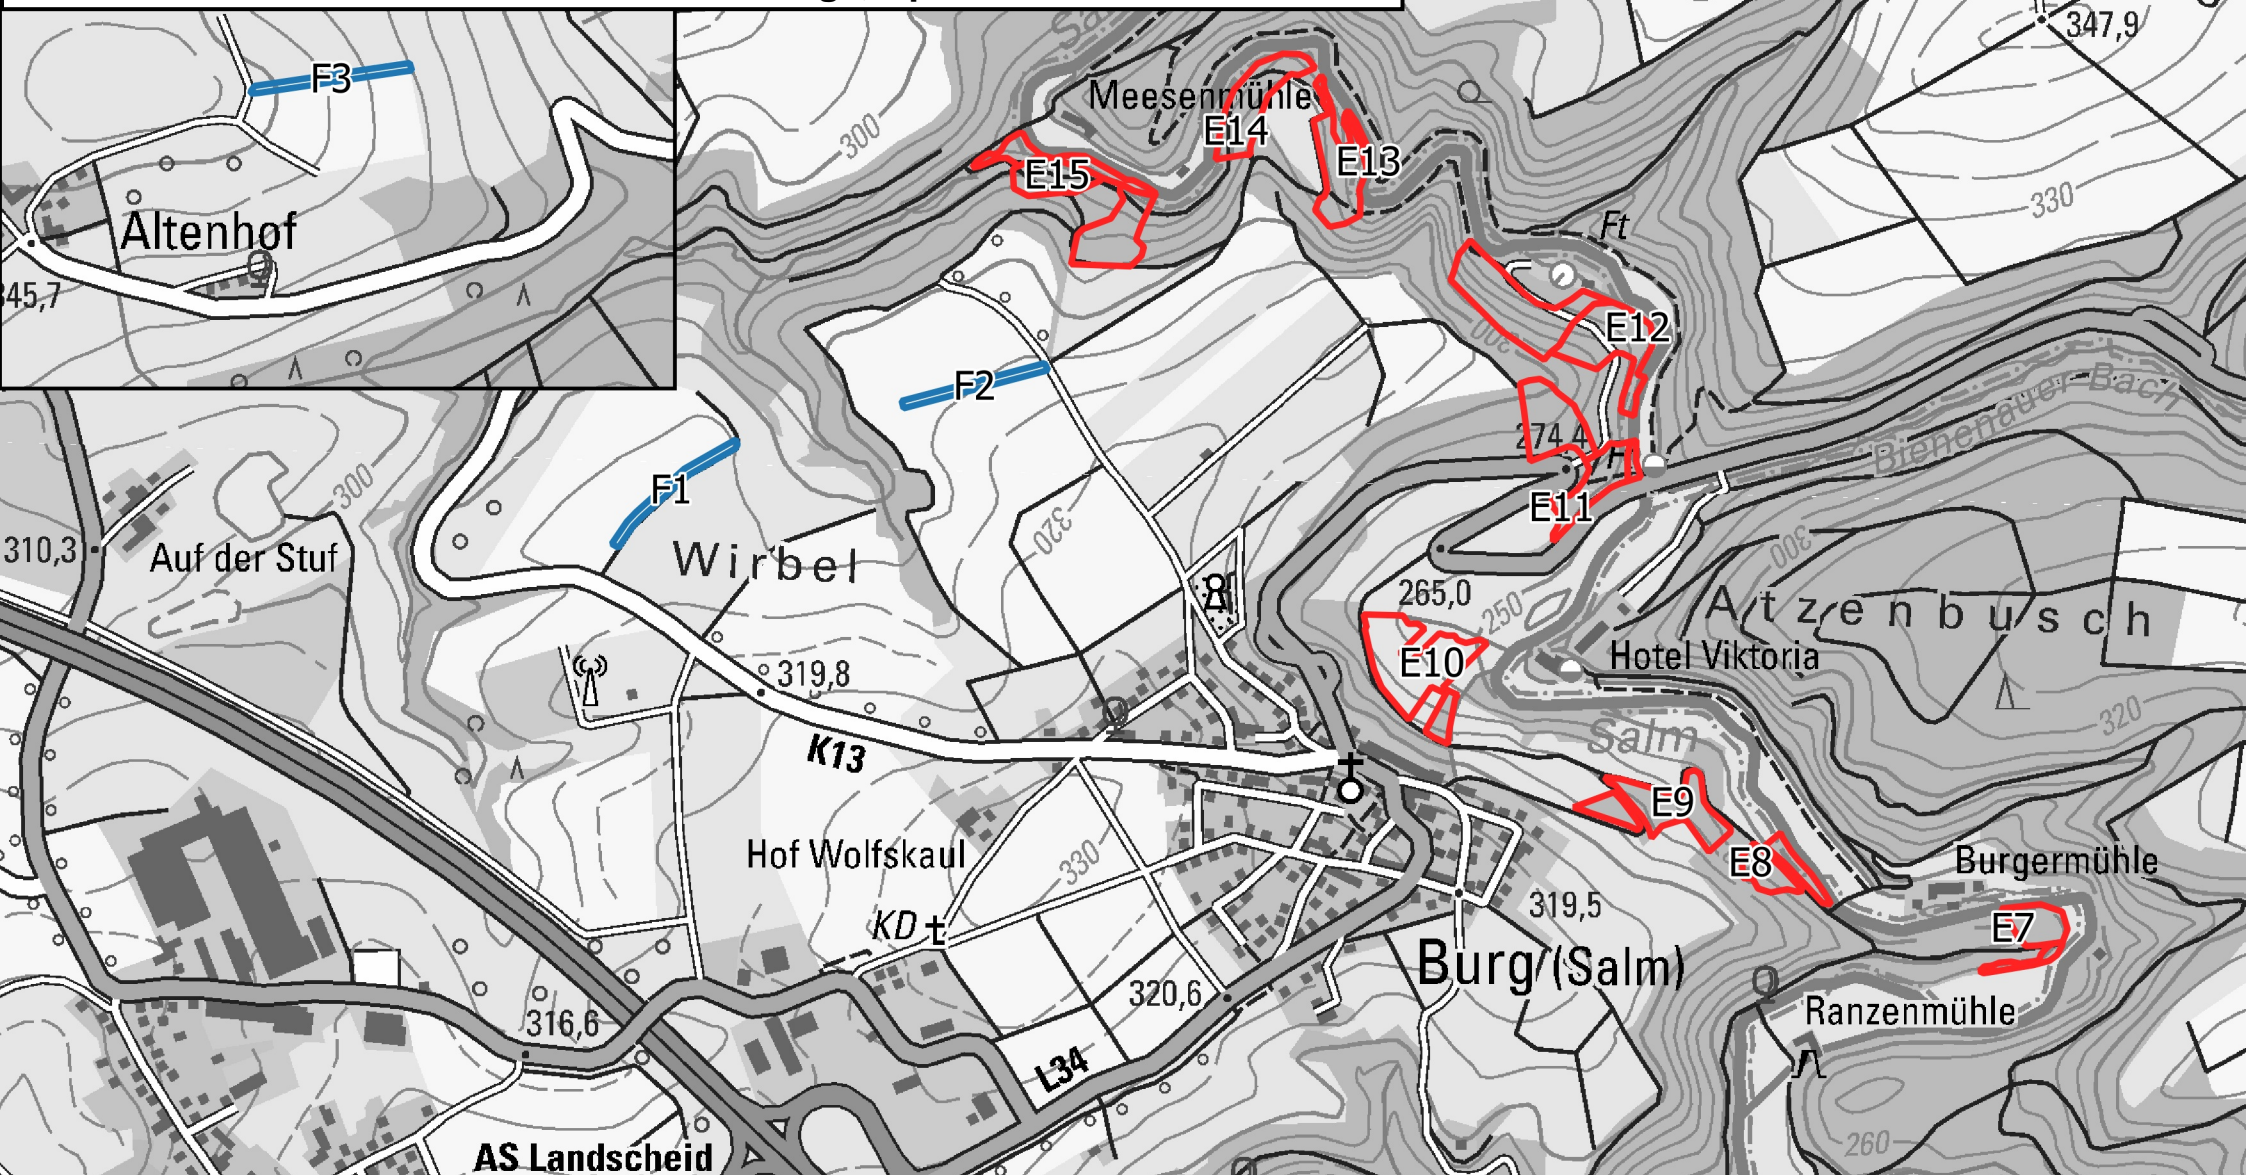 347,9
Meesenmühle
300
E14
E13
E15
F3
330
Altenhof
Ft
45,7
E12
300
F2
Bienenauer Bach
274,4
F1
300
E11
320
310,3
Auf der Stuf
Wirbel
300
265,0
250
Atzenbusch
E10
Hotel Viktoria
319,8
320
Salm
K13
E9
Hof Wolfskaul
330
E8
Burgermühle
KD
319,5
E7
Burg/(Salm)
320,6
Ranzenmühle
316,6
L34
260
AS Landscheid